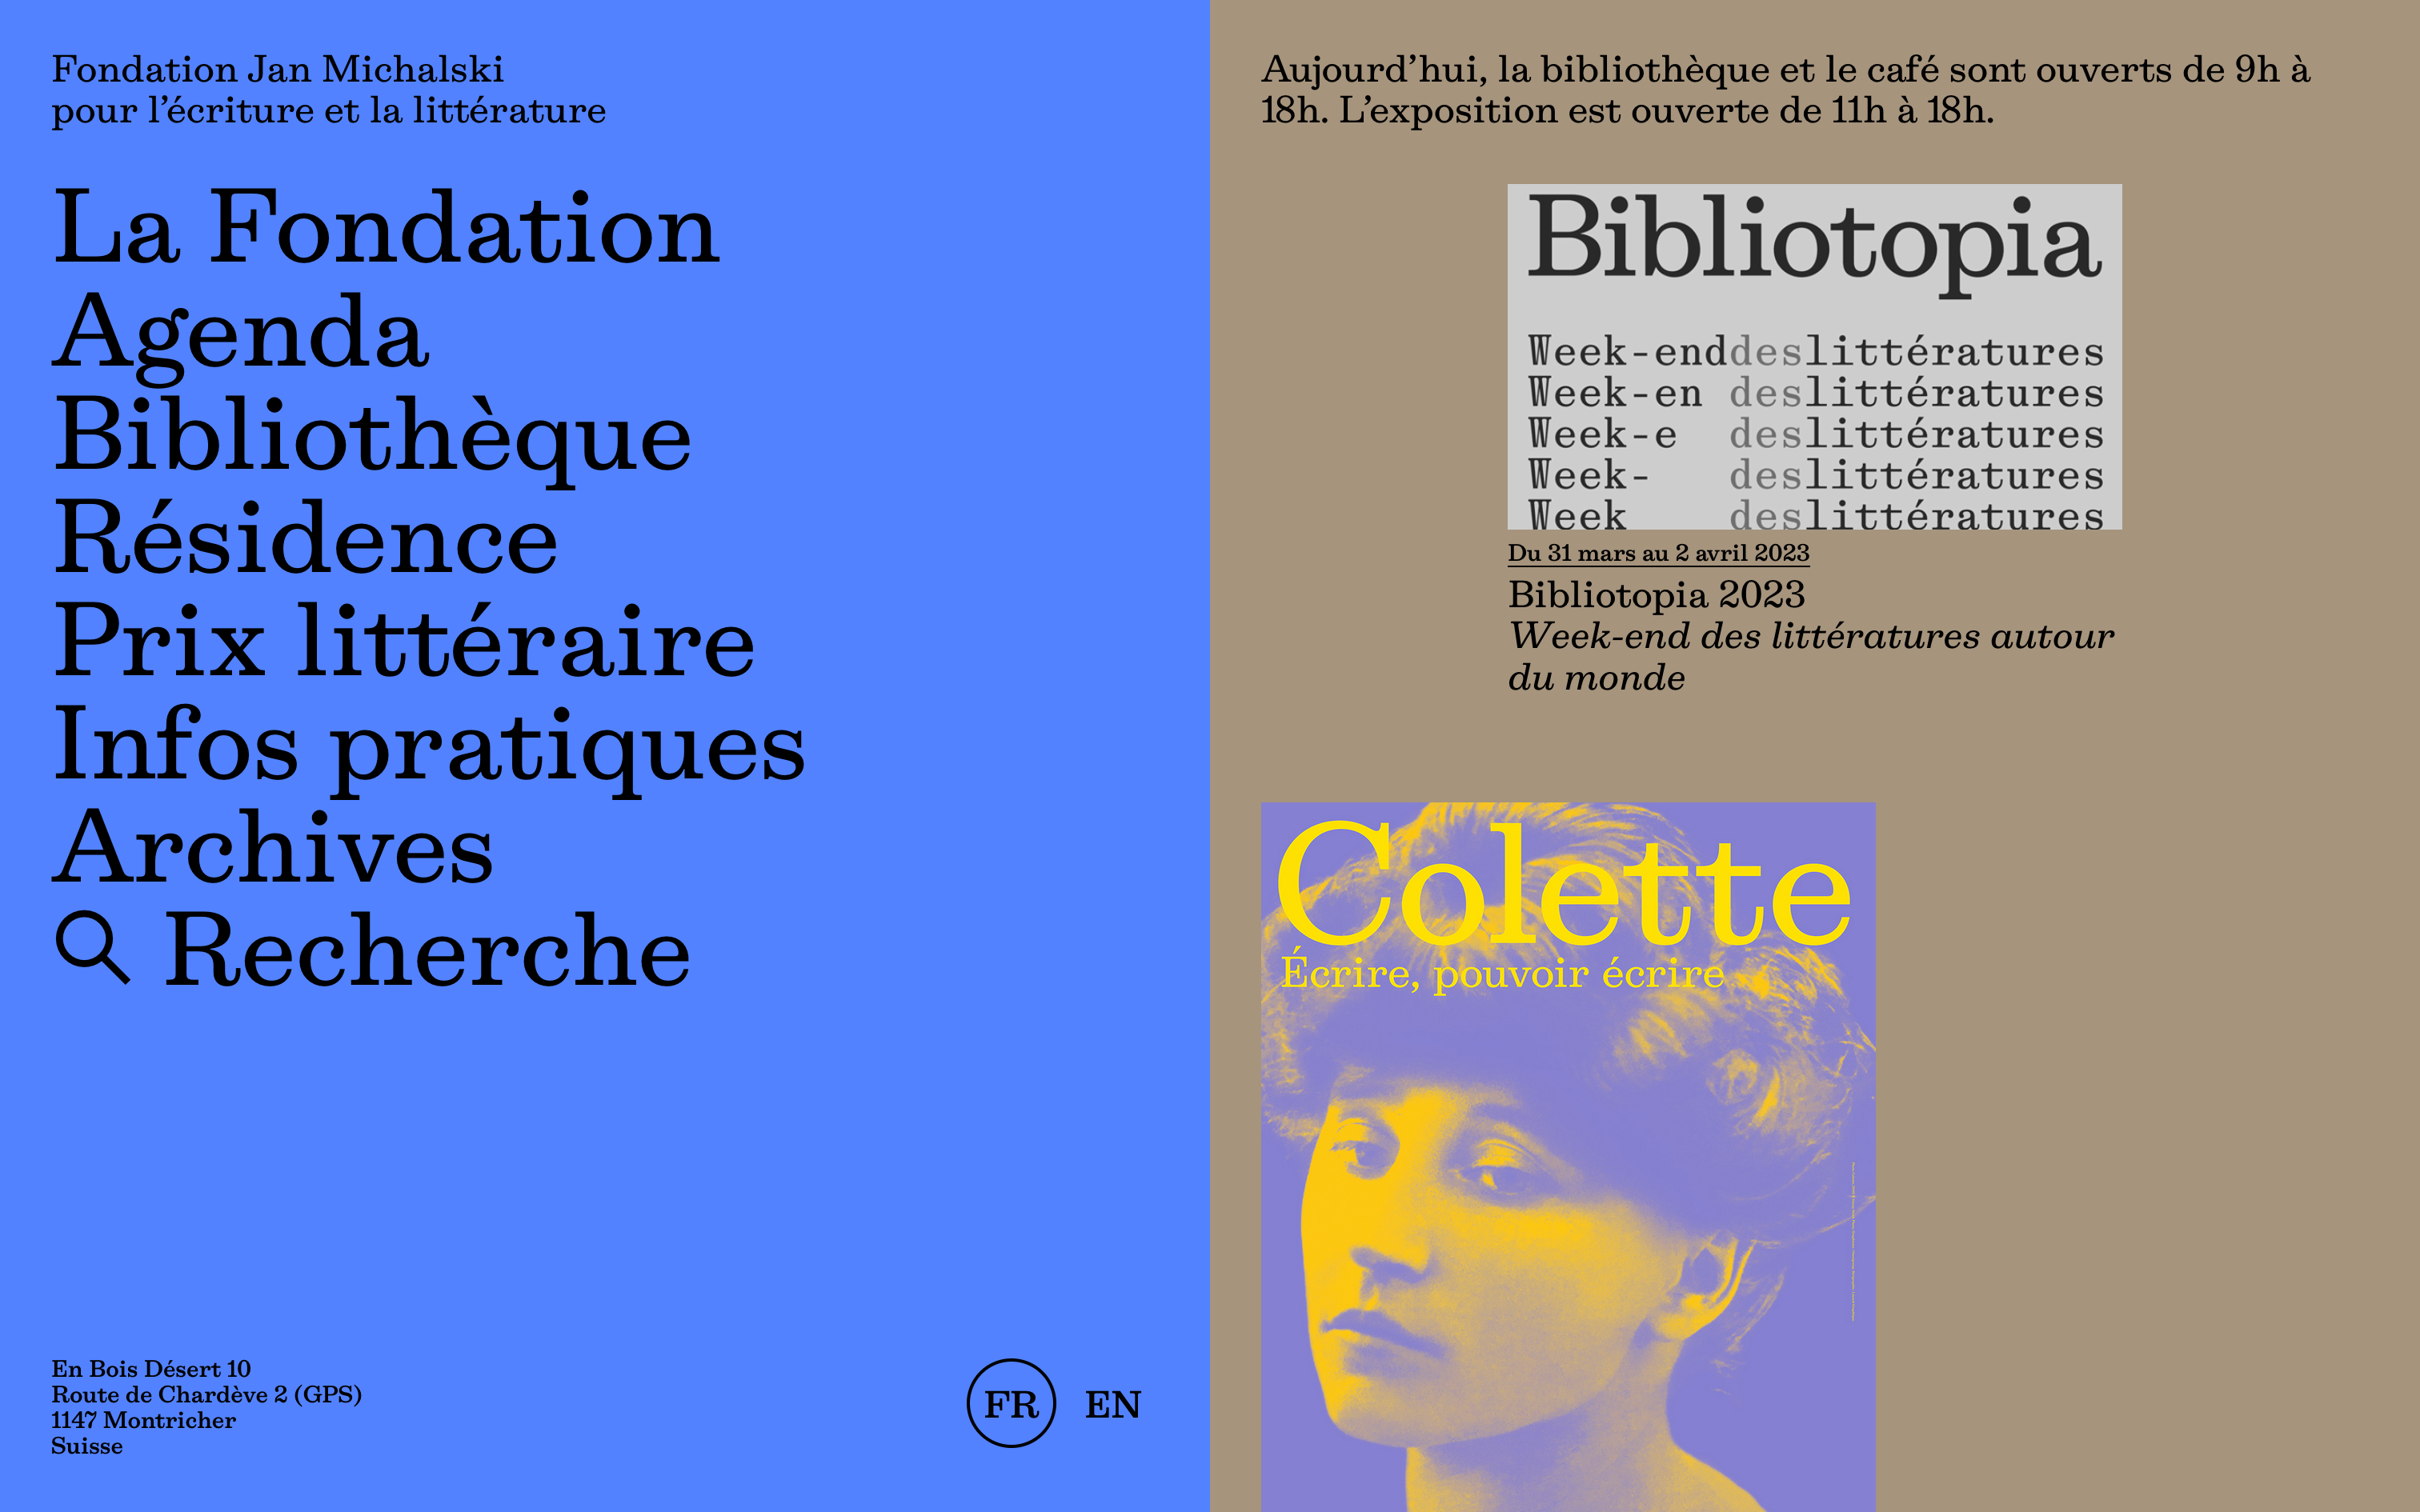 Fondation Jan Michalski
pour l’écriture et la littérature
La Fondation
Agenda
Bibliothèque
Résidence
Prix littéraire
Infos pratiques
Archives
Recherche
En Bois Désert 10
Route de Chardève 2 (GPS)
1147 Montricher
Suisse
FR EN
Aujourd’hui, la bibliothèque et le café sont ouverts de 9h à
18h. L’exposition est ouverte de 11h à 18h.
Bibliotopia
Week-enddeslittératures
Week-en deslittératures
Week-e deslittératures
Week- deslittératures
Week deslittératures
Du 31 mars au 2 avril 2023
Bibliotopia 2023
Week-end des littératures autour
du monde
Colette
Écrire, pouvoir écrire